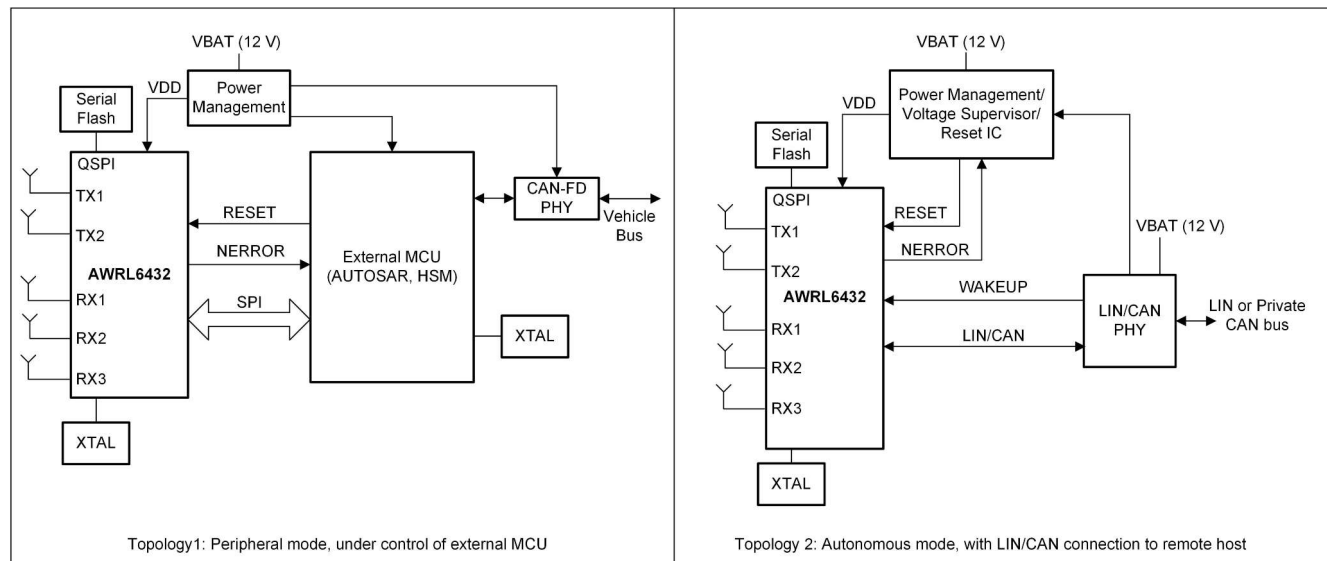 VBAT (12 V)
VDD
Power
Management
Serial
Flash
QSPI
TX1
TX2
AWRL6432
RX1
RX2
RX3
XTAL
RESET
NERROR
SPI
External MCU
(AUTOSAR, HSM)
XTAL
CAN-FD
PHY
Vehicle
Bus
Topology1: Peripheral mode, under control of external MCU
VBAT (12 V)
VDD
Power Management/
Voltage Supervisor/
Reset IC
Serial
Flash
QSPI
TX1
TX2
AWRL6432
RX1
RX2
RX3
XTAL
RESET
NERROR
WAKEUP
LIN/CAN
VBAT (12 V)
LIN/CAN
PHY
LIN or Private
CAN bus
Topology 2: Autonomous mode, with LIN/CAN connection to remote host